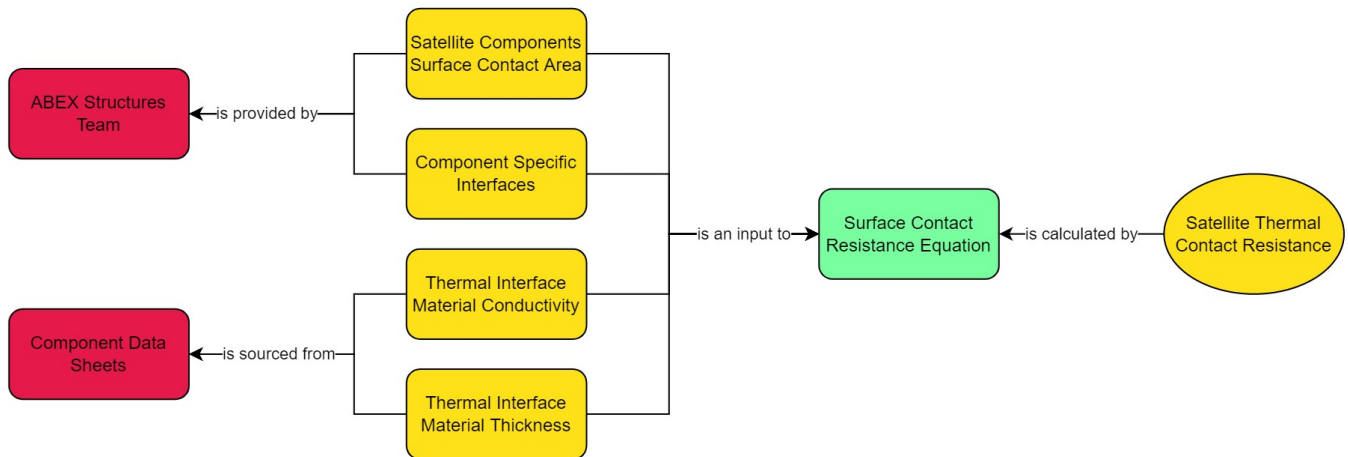 Satellite Components
Surface Contact Area
ABEX Structures
Team
is provided by
Component Specific
Interfaces
is an input to
Surface Contact
Resistance Equation
is calculated by
Satellite Thermal
Contact Resistance
Thermal Interface
Material Conductivity
Component Data
Sheets
is sourced from
Thermal Interface
Material Thickness